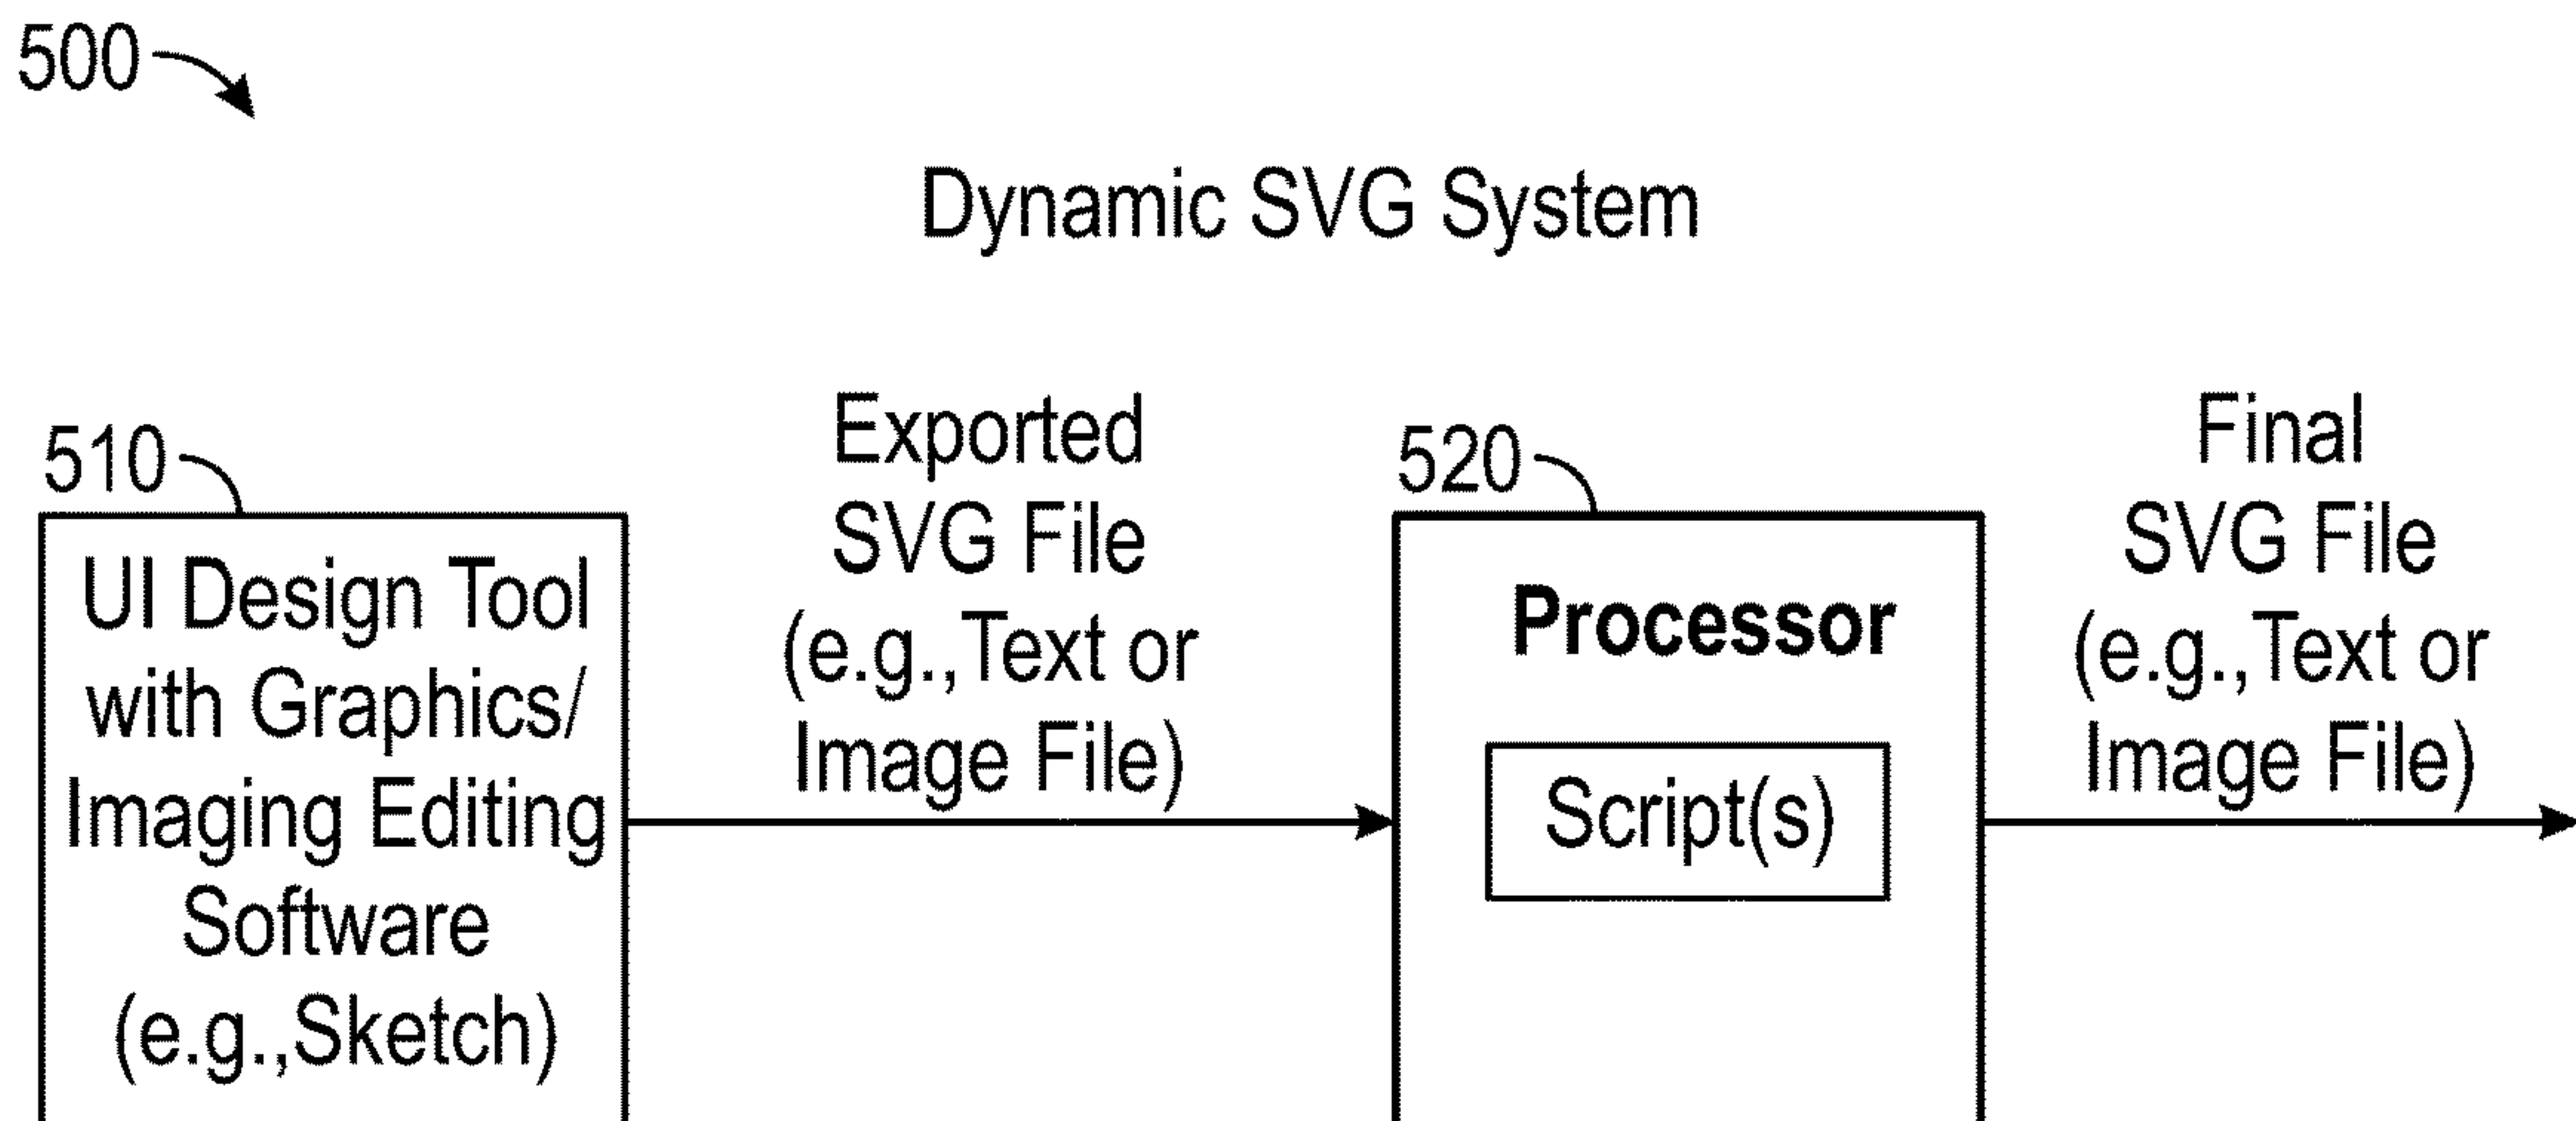 500
Dynamic SVG System
510
UI Design Tool
with Graphics/
Imaging Editing
Software
(e.g.,Sketch)
Exported
SVG File
(e.g.,Text or
Image File)
520
Processor
Script(s)
Final
SVG File
(e.g.,Text or
Image File)